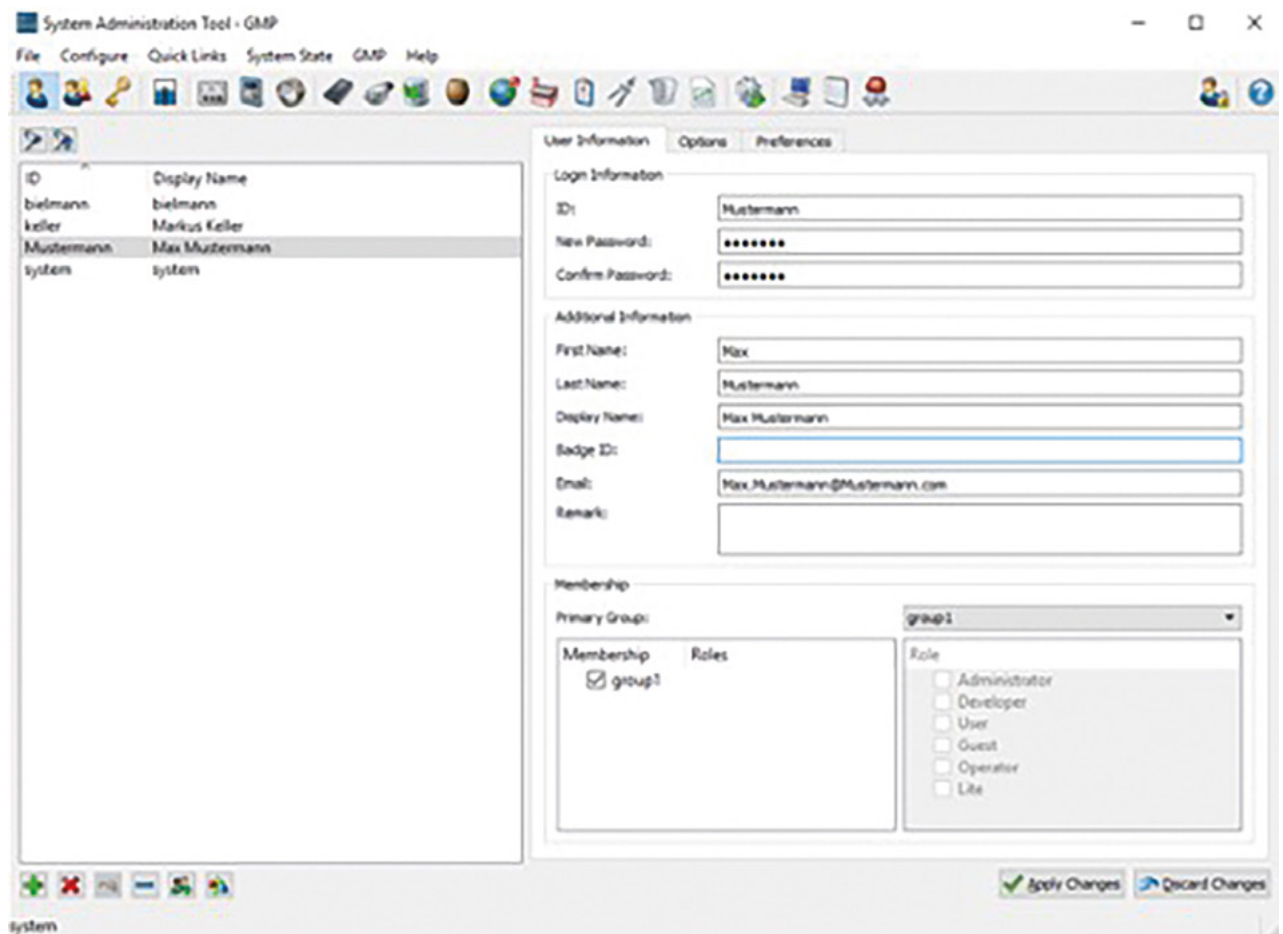 System Administration Tool - GMP
File Configure Quick Links System State GMP Help
User Information Options Preferences
ID Display Name
bielmann bielmann
keller Markus Keller
Mustermann Max Mustermann
system system
Login Information
ID: Mustermann
New Password: •••••••
Confirm Password: •••••••
Additional Information
First Name: Max
Last Name: Mustermann
Display Name: Max Mustermann
Badge ID:
Email: Max.Mustermann@Mustermann.com
Remark:
Membership
Primary Group: group1
Membership Roles
group1
Role
Administrator
Developer
User
Guest
Operator
Lite
Apply Changes Discard Changes
system